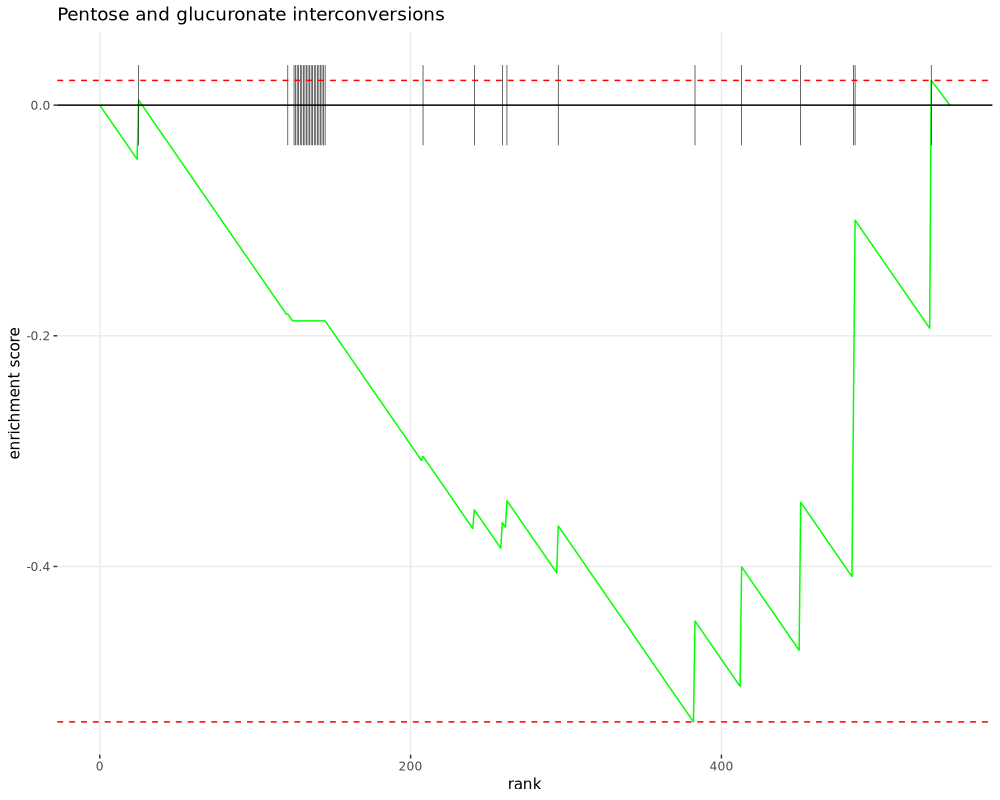 Pentose and glucuronate interconversions
0.0
-0.2
-0.4
enrichment score
0
200
400
rank